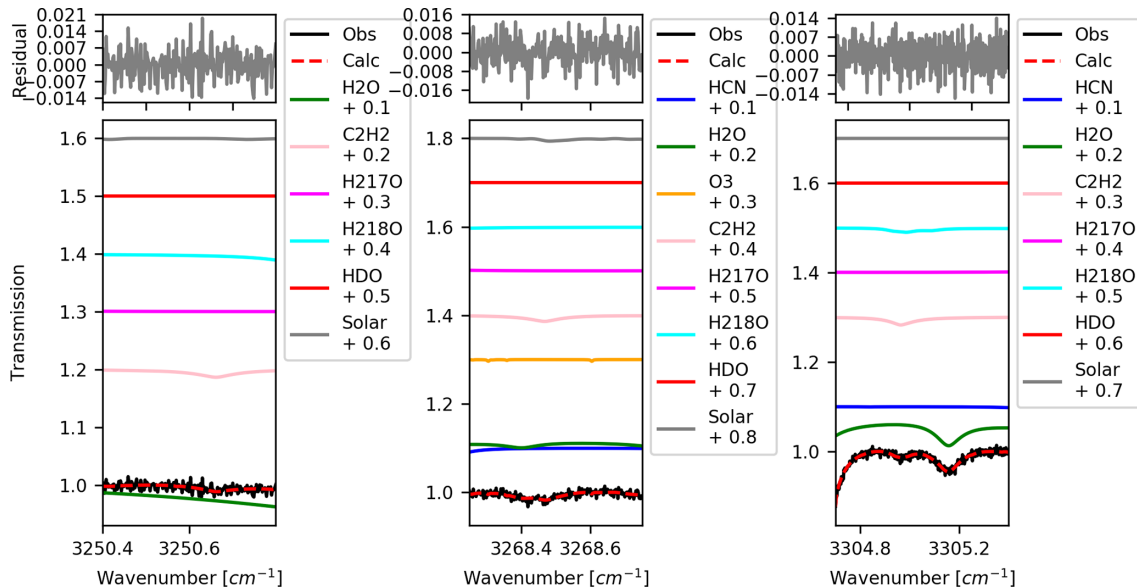 Residual
0.021
0.014
0.007
0.000
−0.007
−0.014
Obs
Calc
H2O
+ 0.1
C2H2
+ 0.2
H217O
+ 0.3
H218O
+ 0.4
HDO
+ 0.5
Solar
+ 0.6
Transmission
1.6
1.5
1.4
1.3
1.2
1.1
1.0
3250.4
3250.6
Wavenumber [cm⁻¹]
0.016
0.008
0.000
−0.008
−0.016
Obs
Calc
HCN
+ 0.1
H2O
+ 0.2
O3
+ 0.3
C2H2
+ 0.4
H217O
+ 0.5
H218O
+ 0.6
HDO
+ 0.7
Solar
+ 0.8
1.8
1.6
1.4
1.2
1.0
3268.4
3268.6
Wavenumber [cm⁻¹]
0.014
0.007
0.000
−0.007
−0.014
Obs
Calc
HCN
+ 0.1
H2O
+ 0.2
C2H2
+ 0.3
H217O
+ 0.4
H218O
+ 0.5
HDO
+ 0.6
Solar
+ 0.7
1.6
1.4
1.2
1.0
3304.8
3305.2
Wavenumber [cm⁻¹]